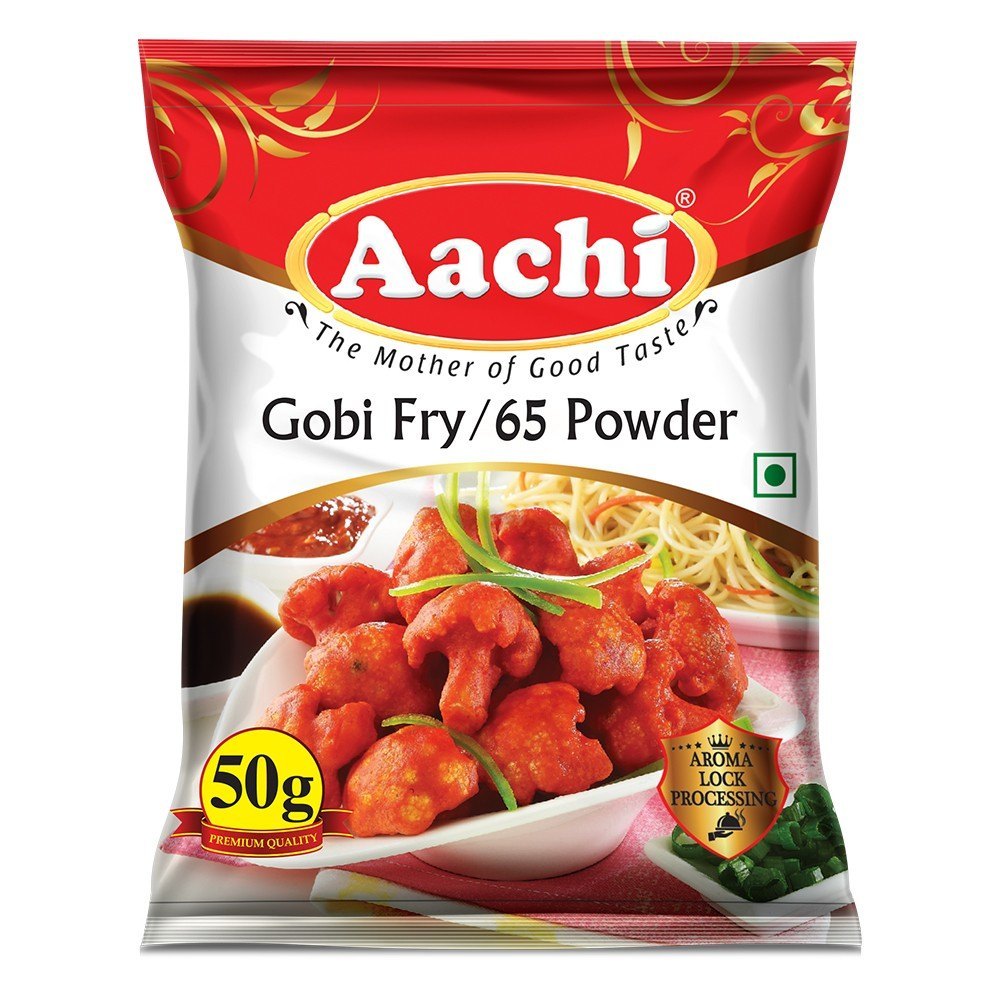 Aachi®
The Mother of Good Taste
Gobi Fry/65 Powder
50g
PREMIUM QUALITY
AROMA
LOCK
PROCESSING